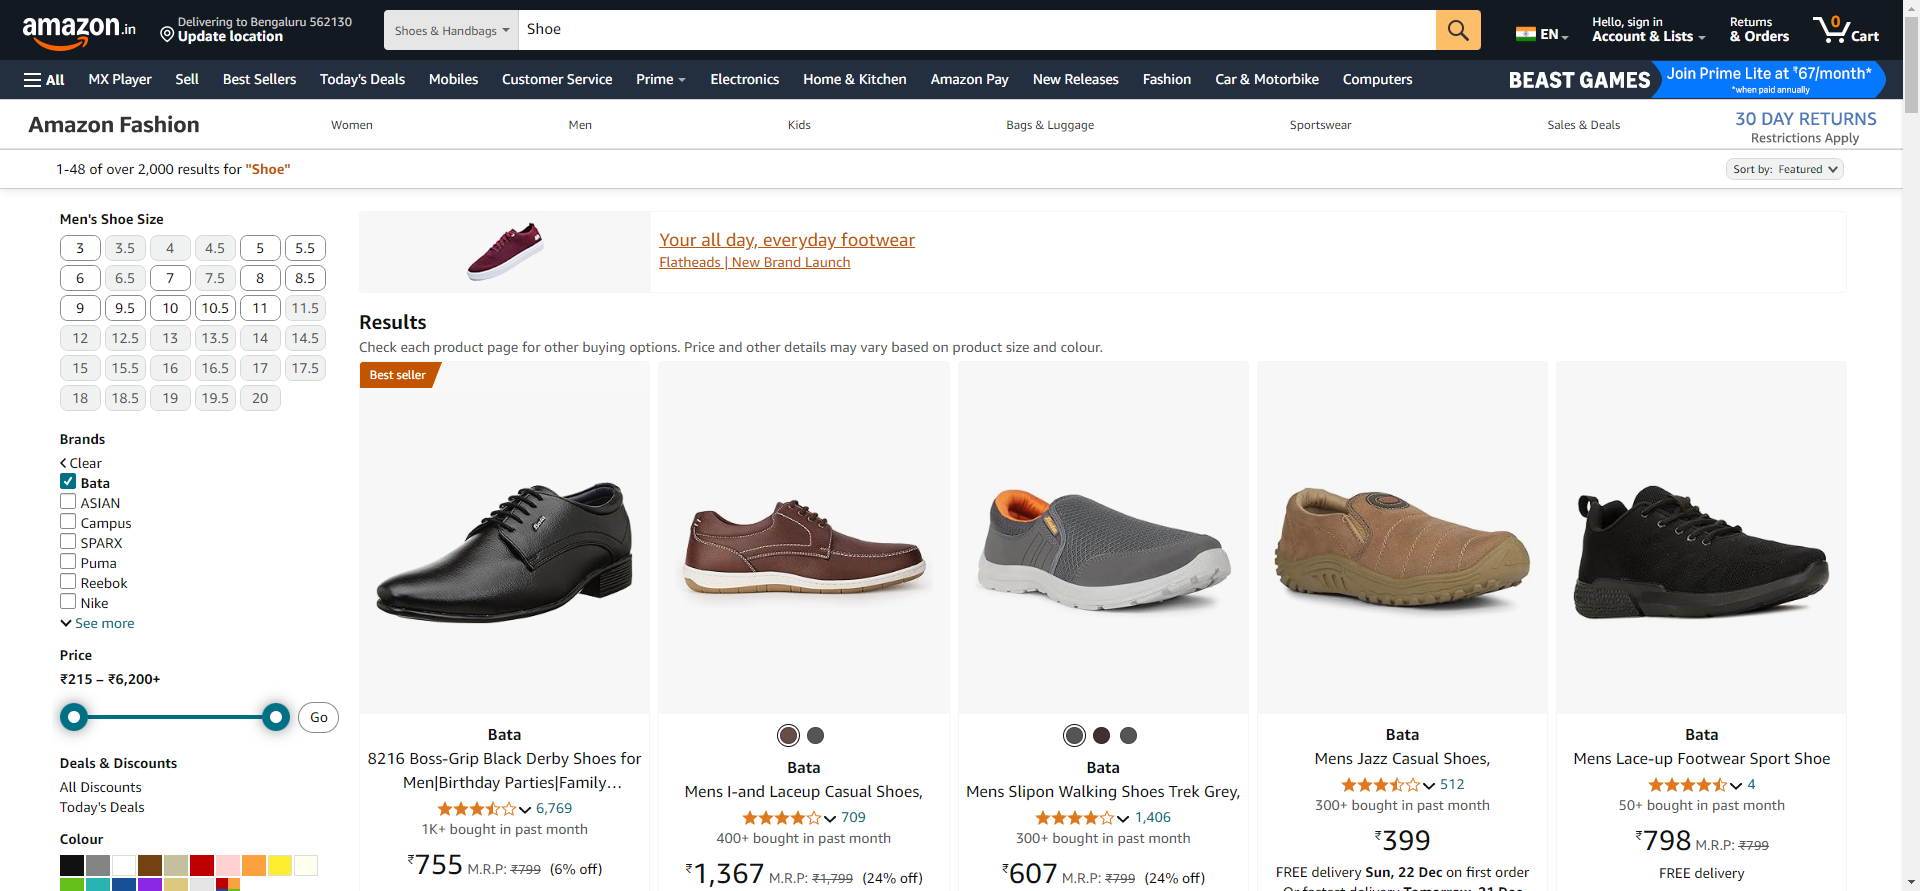 amazon.in
Delivering to Bengaluru 562130
Update location
Shoes & Handbags
Shoe
EN
Hello, sign in
Account & Lists
Returns
& Orders
0
Cart
All
MX Player
Sell
Best Sellers
Today's Deals
Mobiles
Customer Service
Prime
Electronics
Home & Kitchen
Amazon Pay
New Releases
Fashion
Car & Motorbike
Computers
BEAST GAMES
Join Prime Lite at ₹67/month*
*when paid annually
Amazon Fashion
Women
Men
Kids
Bags & Luggage
Sportswear
Sales & Deals
30 DAY RETURNS
Restrictions Apply
1-48 of over 2,000 results for "Shoe"
Sort by: Featured
Men's Shoe Size
3 3.5 4 4.5 5 5.5
6 6.5 7 7.5 8 8.5
9 9.5 10 10.5 11 11.5
12 12.5 13 13.5 14 14.5
15 15.5 16 16.5 17 17.5
18 18.5 19 19.5 20
Brands
Clear
Bata
ASIAN
Campus
SPARX
Puma
Reebok
Nike
See more
Price
₹215 – ₹6,200+
Go
Deals & Discounts
All Discounts
Today's Deals
Colour
Your all day, everyday footwear
Flatheads | New Brand Launch
Results
Check each product page for other buying options. Price and other details may vary based on product size and colour.
Best seller
Bata
Bata
8216 Boss-Grip Black Derby Shoes for
Men|Birthday Parties|Family…
6,769
1K+ bought in past month
₹755 M.R.P: ₹799 (6% off)
Bata
Mens I-and Laceup Casual Shoes,
709
400+ bought in past month
₹1,367 M.R.P: ₹1,799 (24% off)
Bata
Mens Slipon Walking Shoes Trek Grey,
1,406
300+ bought in past month
₹607 M.R.P: ₹799 (24% off)
Bata
Mens Jazz Casual Shoes,
512
300+ bought in past month
₹399
FREE delivery Sun, 22 Dec on first order
Or fastest delivery Tomorrow, 21 Dec
Bata
Mens Lace-up Footwear Sport Shoe
4
50+ bought in past month
₹798 M.R.P: ₹799
FREE delivery